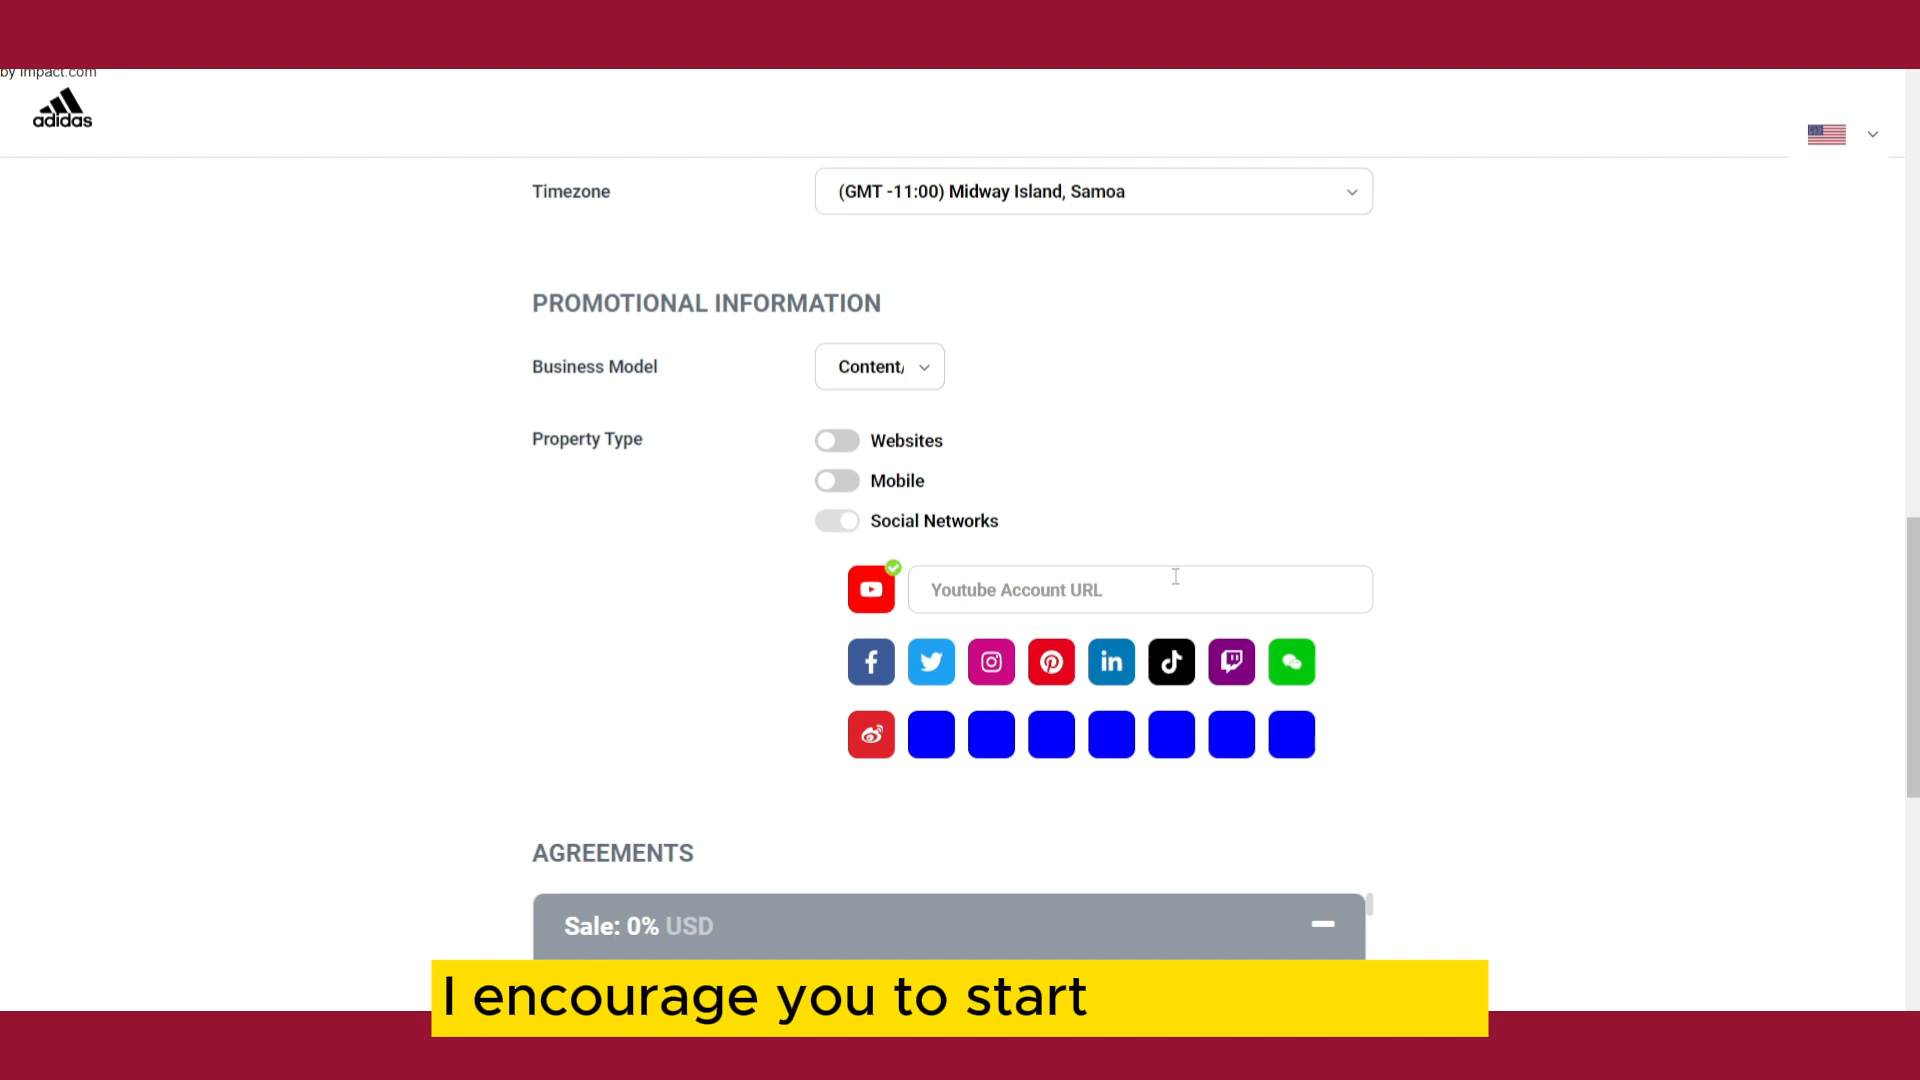 by impact.com
adidas
Timezone
(GMT -11:00) Midway Island, Samoa
PROMOTIONAL INFORMATION
Business Model
Content/
Property Type
Websites
Mobile
Social Networks
Youtube Account URL
in
AGREEMENTS
Sale: 0% USD
I encourage you to start